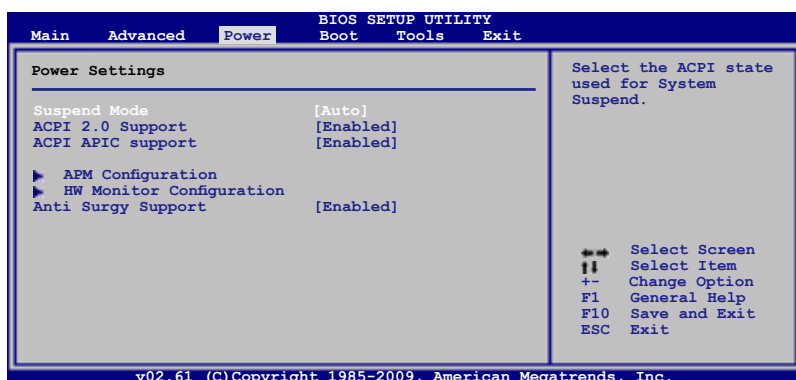 BIOS SETUP UTILITY
Main Advanced Power Boot Tools Exit
Power Settings
Suspend Mode [Auto]
ACPI 2.0 Support [Enabled]
ACPI APIC support [Enabled]
APM Configuration
HW Monitor Configuration
Anti Surgy Support [Enabled]
Select the ACPI state
used for System
Suspend.
Select Screen
Select Item
+- Change Option
F1 General Help
F10 Save and Exit
ESC Exit
v02.61 (C)Copyright 1985-2009, American Megatrends, Inc.